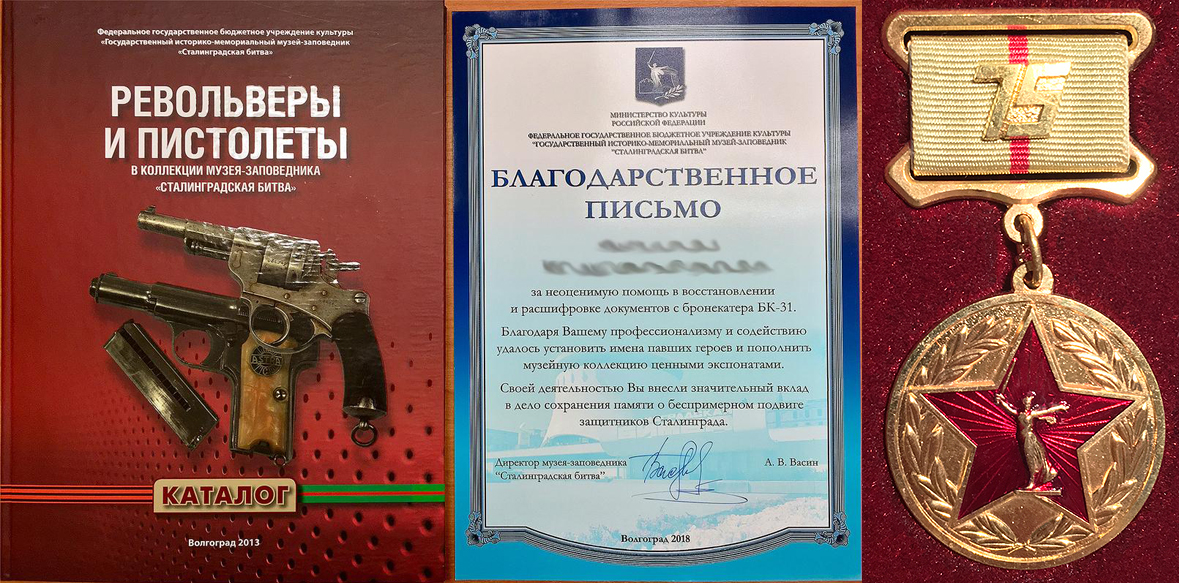 Федеральное государственное бюджетное учреждение культуры
«Государственный историко-мемориальный музей-заповедник
«Сталинградская битва»
РЕВОЛЬВЕРЫ
И ПИСТОЛЕТЫ
В КОЛЛЕКЦИИ МУЗЕЯ-ЗАПОВЕДНИКА
«СТАЛИНГРАДСКАЯ БИТВА»
ASTRA
КАТАЛОГ
Волгоград 2013
МИНИСТЕРСТВО КУЛЬТУРЫ
РОССИЙСКОЙ ФЕДЕРАЦИИ
ФЕДЕРАЛЬНОЕ ГОСУДАРСТВЕННОЕ БЮДЖЕТНОЕ УЧРЕЖДЕНИЕ КУЛЬТУРЫ
"ГОСУДАРСТВЕННЫЙ ИСТОРИКО-МЕМОРИАЛЬНЫЙ МУЗЕЙ-ЗАПОВЕДНИК
"СТАЛИНГРАДСКАЯ БИТВА"
БЛАГОДАРСТВЕННОЕ
ПИСЬМО
за неоценимую помощь в восстановлении
и расшифровке документов с бронекатера БК-31.
Благодаря Вашему профессионализму и содействию
удалось установить имена павших героев и пополнить
музейную коллекцию ценными экспонатами.
Своей деятельностью Вы внесли значительный вклад
в дело сохранения памяти о беспримерном подвиге
защитников Сталинграда.
Директор музея-заповедника
"Сталинградская битва"
А. В. Васин
Волгоград 2018
75